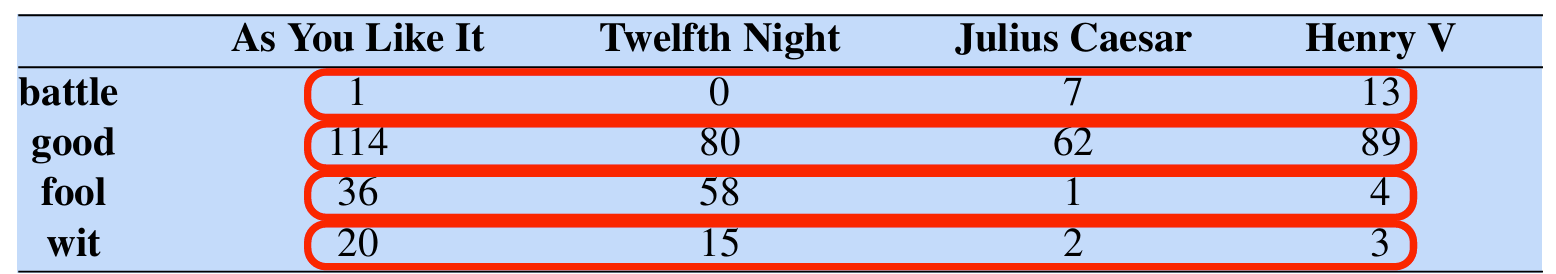 As You Like It Twelfth Night Julius Caesar Henry V
battle 1 0 7 13
good 114 80 62 89
fool 36 58 1 4
wit 20 15 2 3